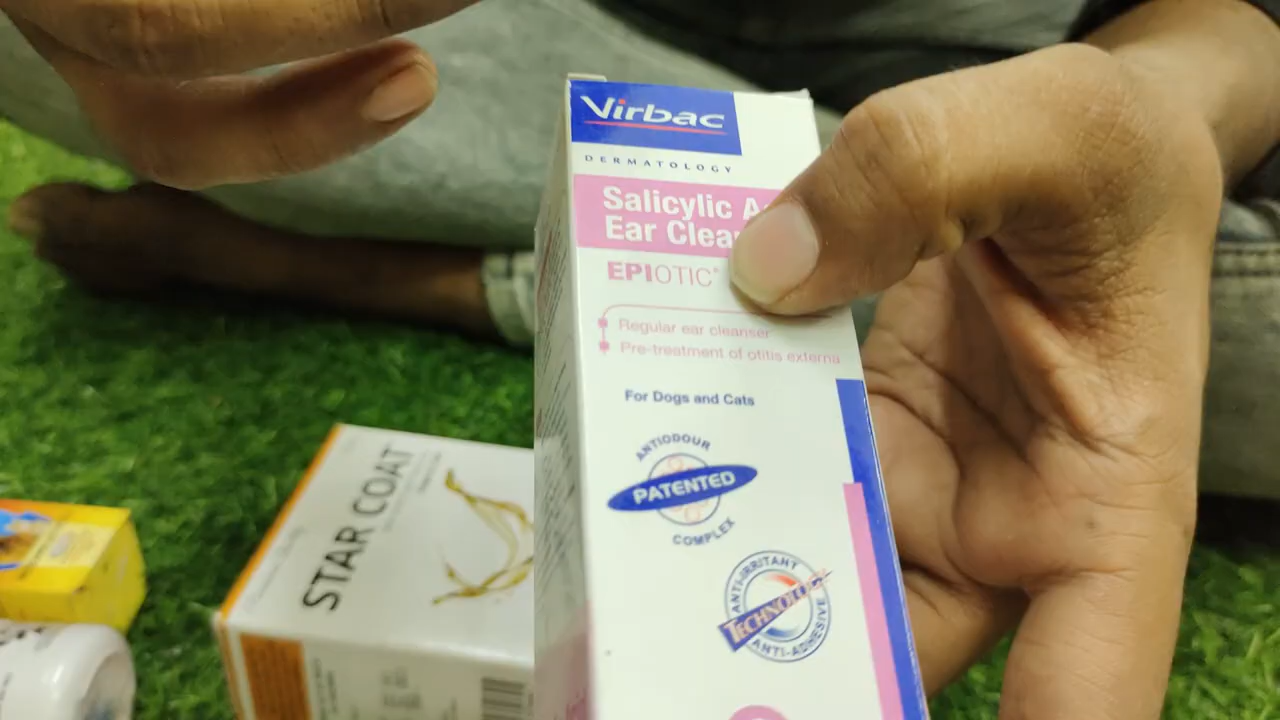 Virbac
DERMATOLOGY
Salicylic
Ear
EPIOTIC
Regular ear cleanser
Pre-treatment of otitis externa
For Dogs and Cats
ANTIODOUR
PATENTED
COMPLEX
ANTI-IRRITANT
TECHNOLOGY
ANTI-ADHESIVE
STAR COAT